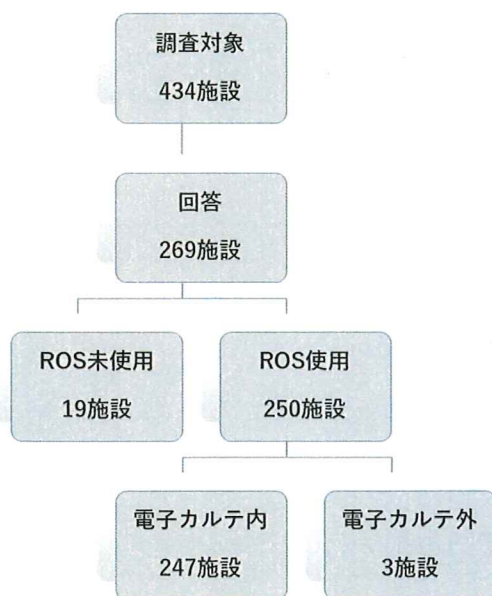 調査対象
434施設
回答
269施設
ROS未使用
19施設
ROS使用
250施設
電子カルテ内
247施設
電子カルテ外
3施設